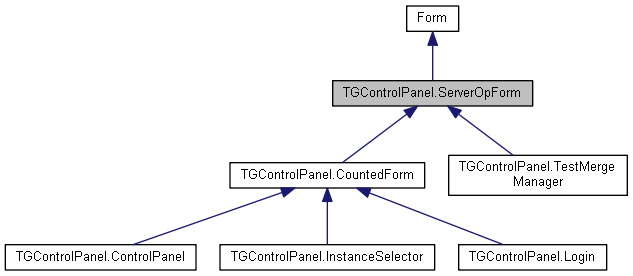 Form
TGControlPanel.ServerOpForm
TGControlPanel.CountedForm
TGControlPanel.TestMerge
Manager
TGControlPanel.ControlPanel
TGControlPanel.InstanceSelector
TGControlPanel.Login